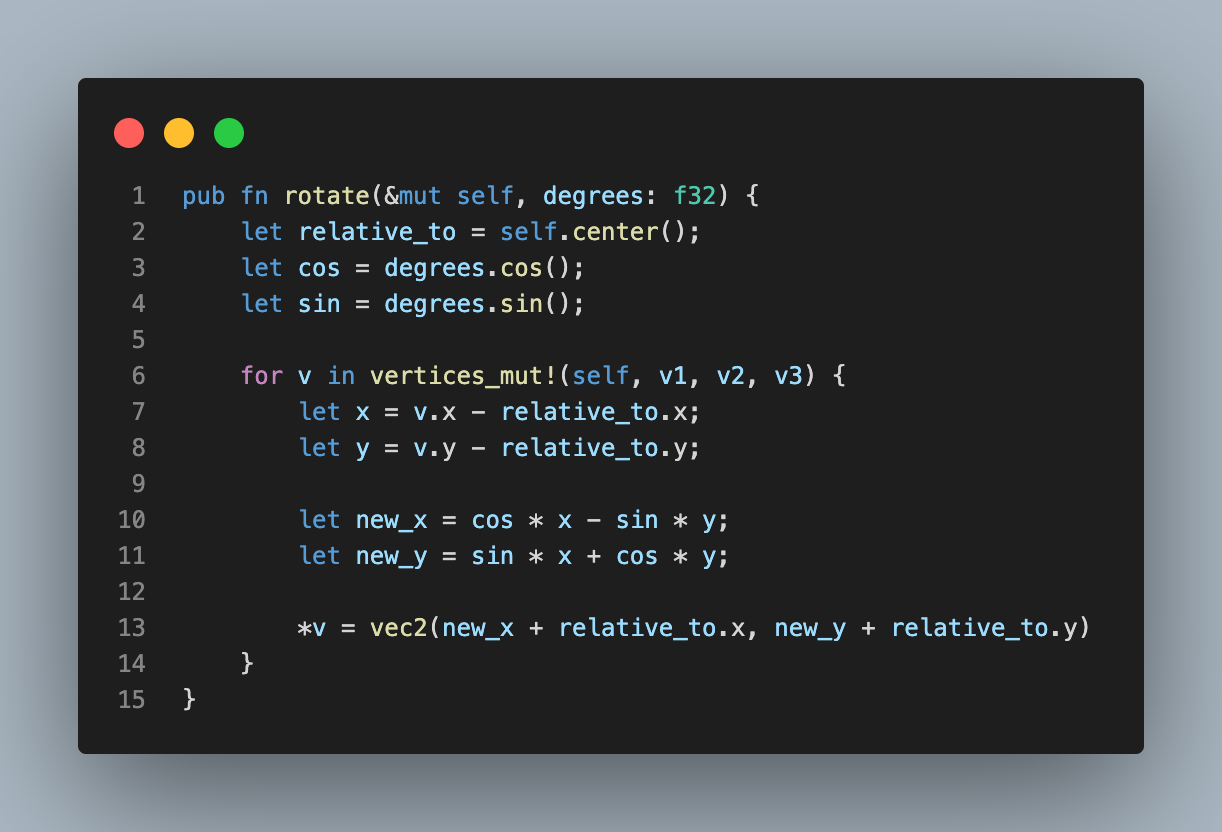 1 pub fn rotate(&mut self, degrees: f32) {
2     let relative_to = self.center();
3     let cos = degrees.cos();
4     let sin = degrees.sin();
5
6     for v in vertices_mut!(self, v1, v2, v3) {
7         let x = v.x - relative_to.x;
8         let y = v.y - relative_to.y;
9
10         let new_x = cos * x - sin * y;
11         let new_y = sin * x + cos * y;
12
13         *v = vec2(new_x + relative_to.x, new_y + relative_to.y)
14     }
15 }